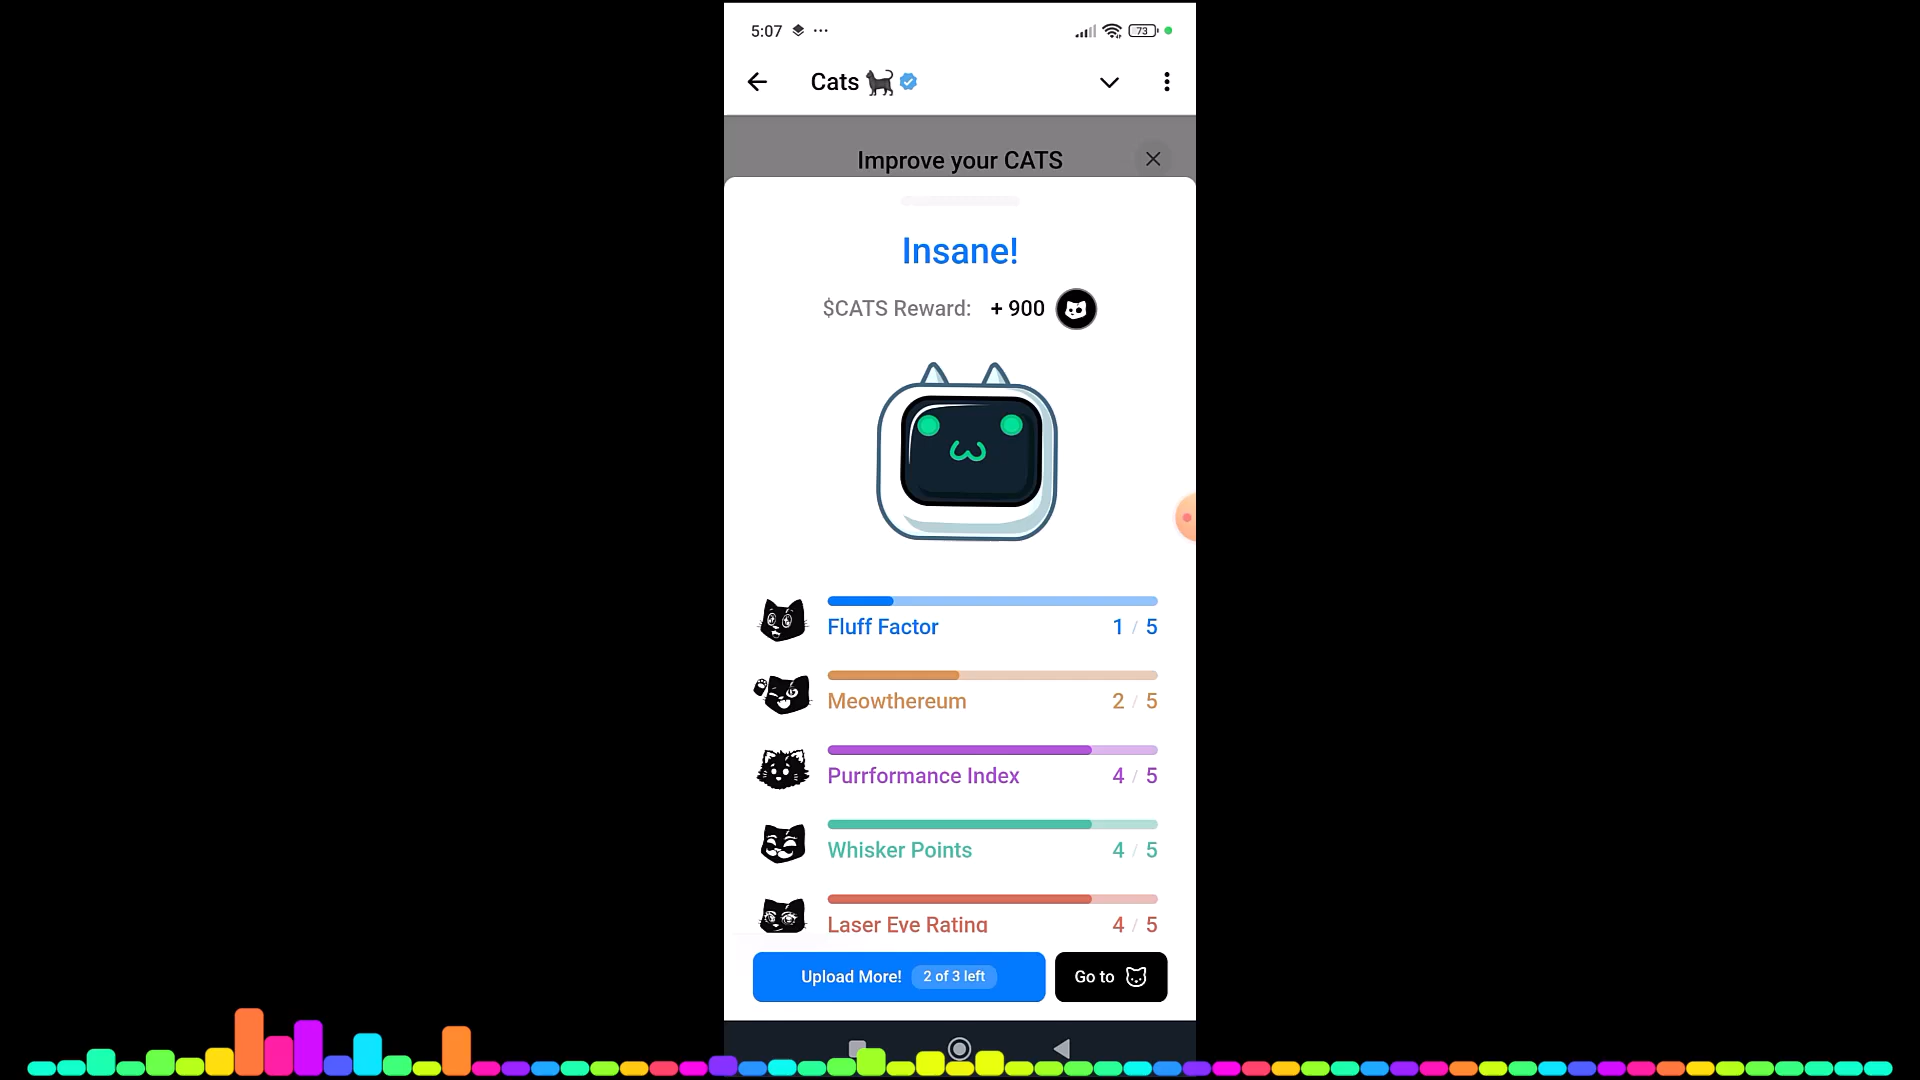 5:07
73
Cats
Improve your CATS
Insane!
$CATS Reward: + 900
Fluff Factor 1 / 5
Meowthereum 2 / 5
Purrformance Index 4 / 5
Whisker Points 4 / 5
Laser Eye Rating 4 / 5
Upload More! 2 of 3 left
Go to